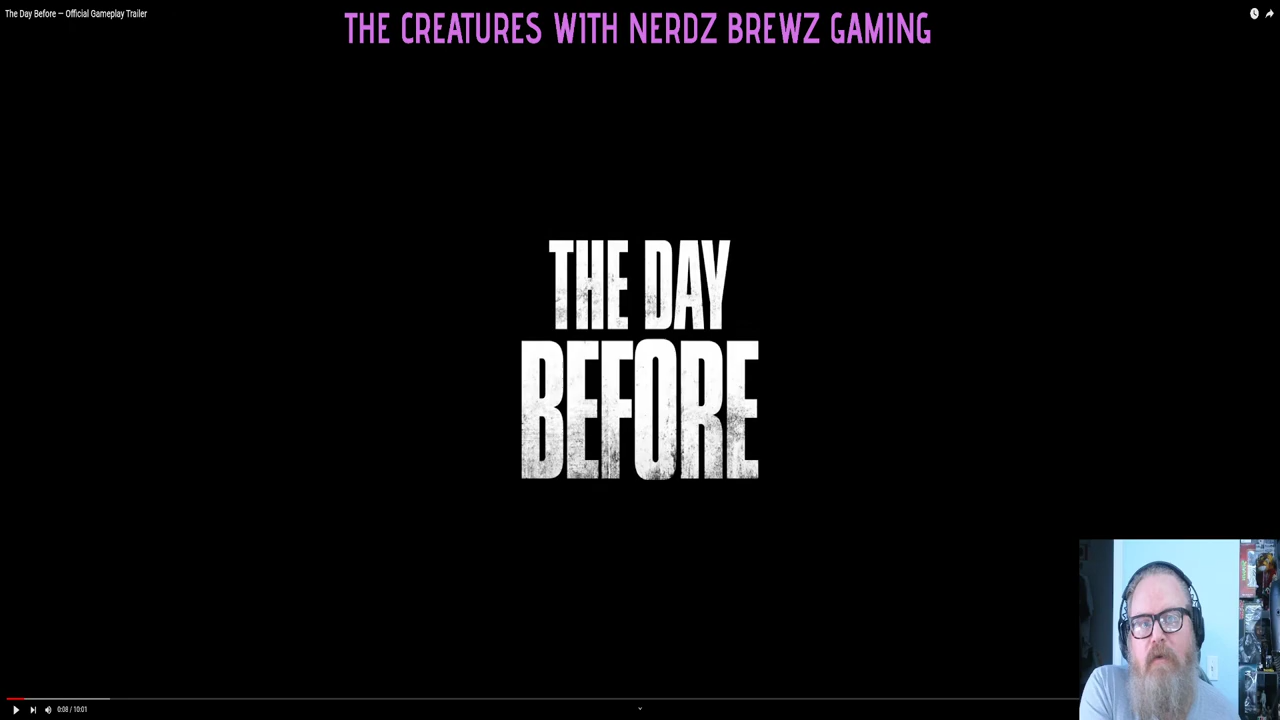 The Day Before — Official Gameplay Trailer
THE CREATURES WITH NERDZ BREWZ GAMING
THE DAY
BEFORE
0:08 / 10:01